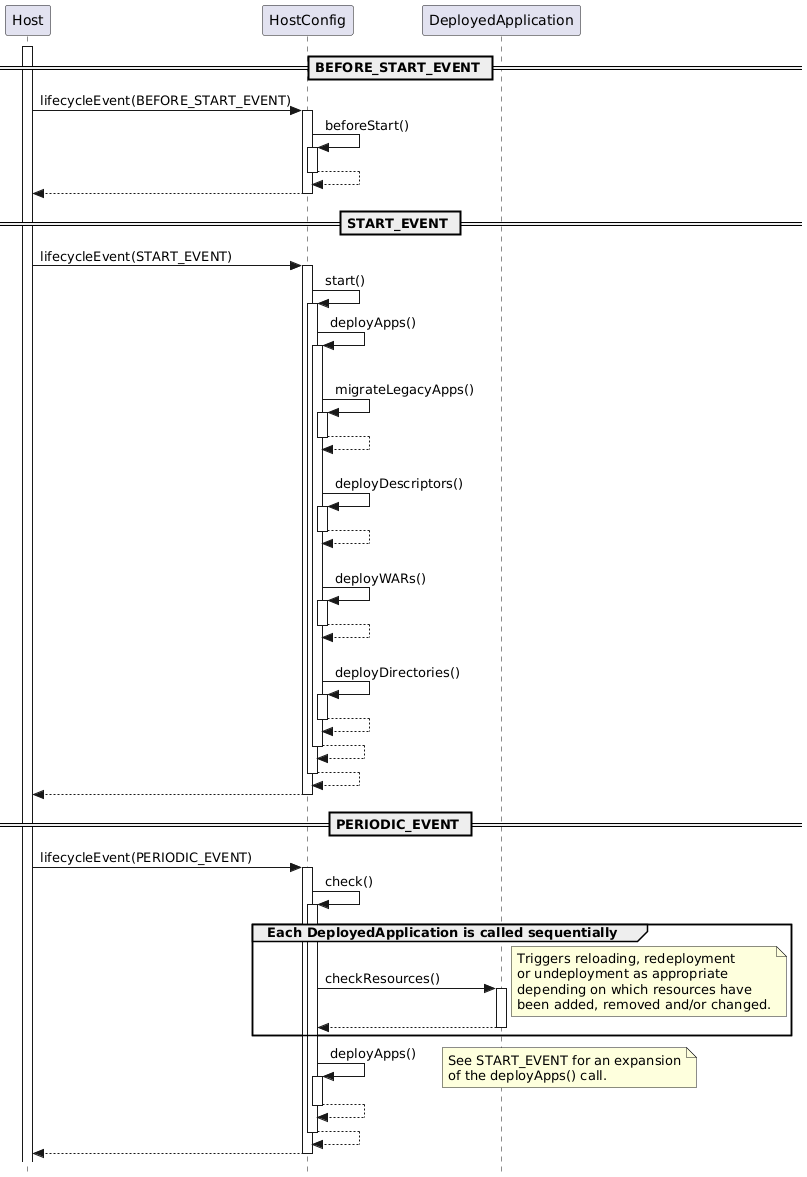 Host
HostConfig
DeployedApplication
BEFORE_START_EVENT
lifecycleEvent(BEFORE_START_EVENT)
beforeStart()
START_EVENT
lifecycleEvent(START_EVENT)
start()
deployApps()
migrateLegacyApps()
deployDescriptors()
deployWARs()
deployDirectories()
PERIODIC_EVENT
lifecycleEvent(PERIODIC_EVENT)
check()
Each DeployedApplication is called sequentially
Triggers reloading, redeployment
or undeployment as appropriate
depending on which resources have
been added, removed and/or changed.
checkResources()
deployApps()
See START_EVENT for an expansion
of the deployApps() call.